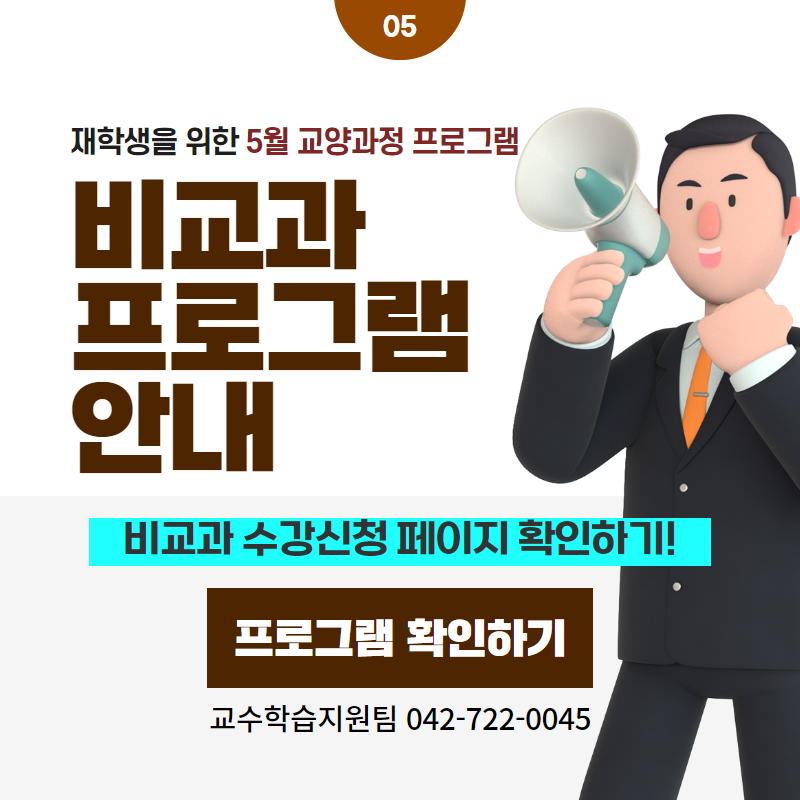 05
재학생을 위한 5월 교양과정 프로그램
비교과
프로그램
안내
비교과 수강신청 페이지 확인하기!
프로그램 확인하기
교수학습지원팀 042-722-0045